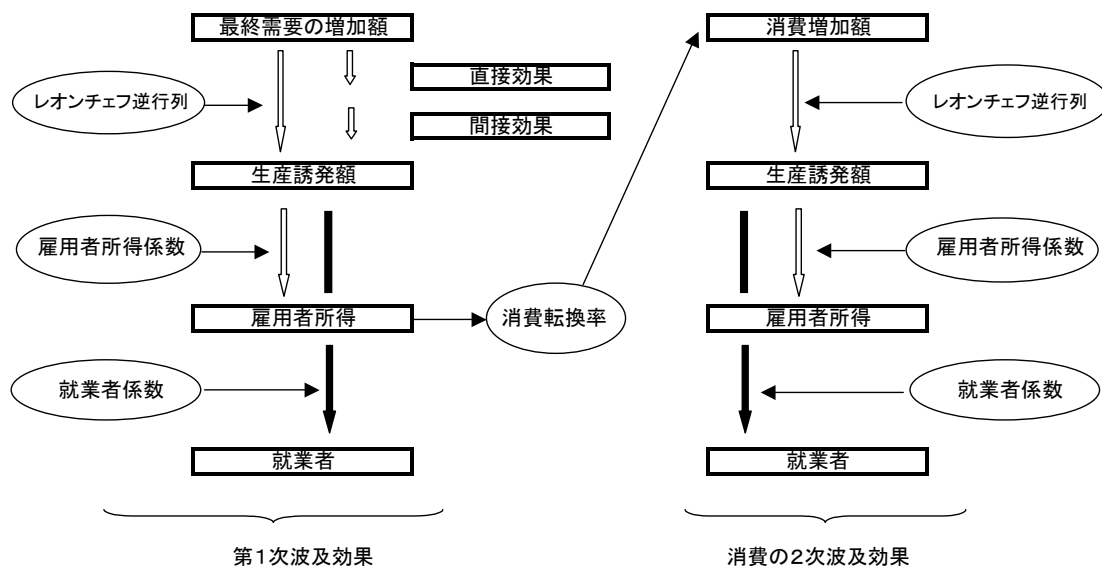 最終需要の増加額
直接効果
レオンチェフ逆行列
間接効果
生産誘発額
雇用者所得係数
雇用者所得
消費転換率
就業者係数
就業者
第1次波及効果
消費増加額
レオンチェフ逆行列
生産誘発額
雇用者所得係数
雇用者所得
就業者係数
就業者
消費の2次波及効果